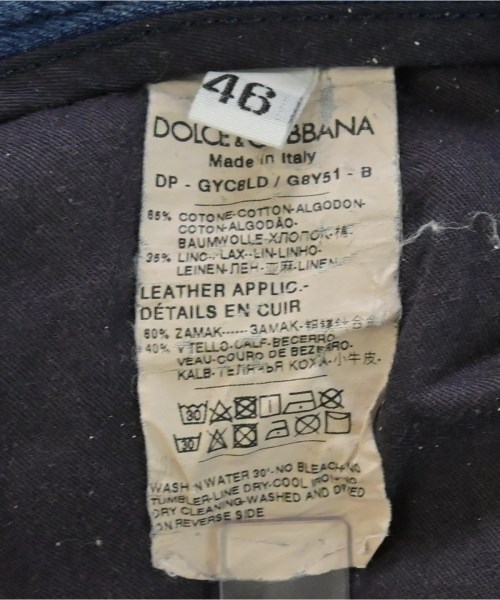 46
DOLCE & GABBANA
Made in Italy
DP - GYC8LD / G8Y51 - B
65% COTONE-COTTON-ALGODON-
COTON-ALGODÃO-
BAUMWOLLE-ХЛОПОК-棉-
35% LINO--LAX--LIN-LINHO-
LEINEN-ЛЕН-亚麻-LINEN
LEATHER APPLIC.-
DÉTAILS EN CUIR
60% ZAMAK------ЗАМАК-
40% VITELLO-CALF-BECERRO-
VEAU-COURO DE BEZERRO-
KALB-ТЕЛЯЧЬЯ КОЖА-小牛皮-
30
30
WASH IN WATER 30°-NO BLEACH-NO
TUMBLER-LINE DRY-COOL IRON-NO
DRY CLEANING-WASHED AND DYED
ON REVERSE SIDE